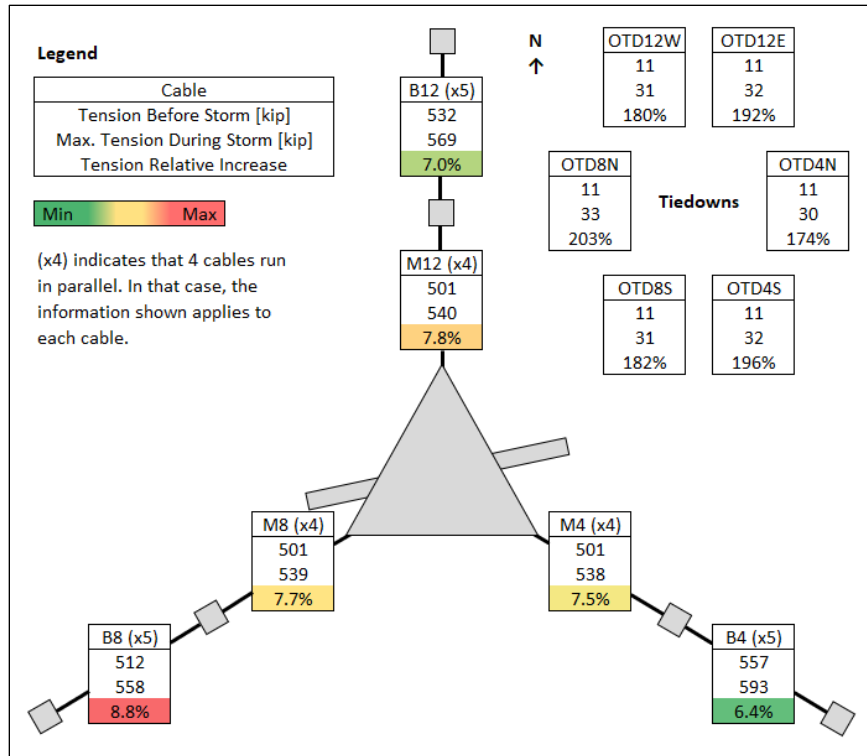 Legend
Cable
Tension Before Storm [kip]
Max. Tension During Storm [kip]
Tension Relative Increase
Min Max
(x4) indicates that 4 cables run
in parallel. In that case, the
information shown applies to
each cable.
B12 (x5)
532
569
7.0%
M12 (x4)
501
540
7.8%
N
↑
OTD12W
11
31
180%
OTD12E
11
32
192%
OTD8N
11
33
203%
Tiedowns
OTD4N
11
30
174%
OTD8S
11
31
182%
OTD4S
11
32
196%
M8 (x4)
501
539
7.7%
M4 (x4)
501
538
7.5%
B8 (x5)
512
558
8.8%
B4 (x5)
557
593
6.4%